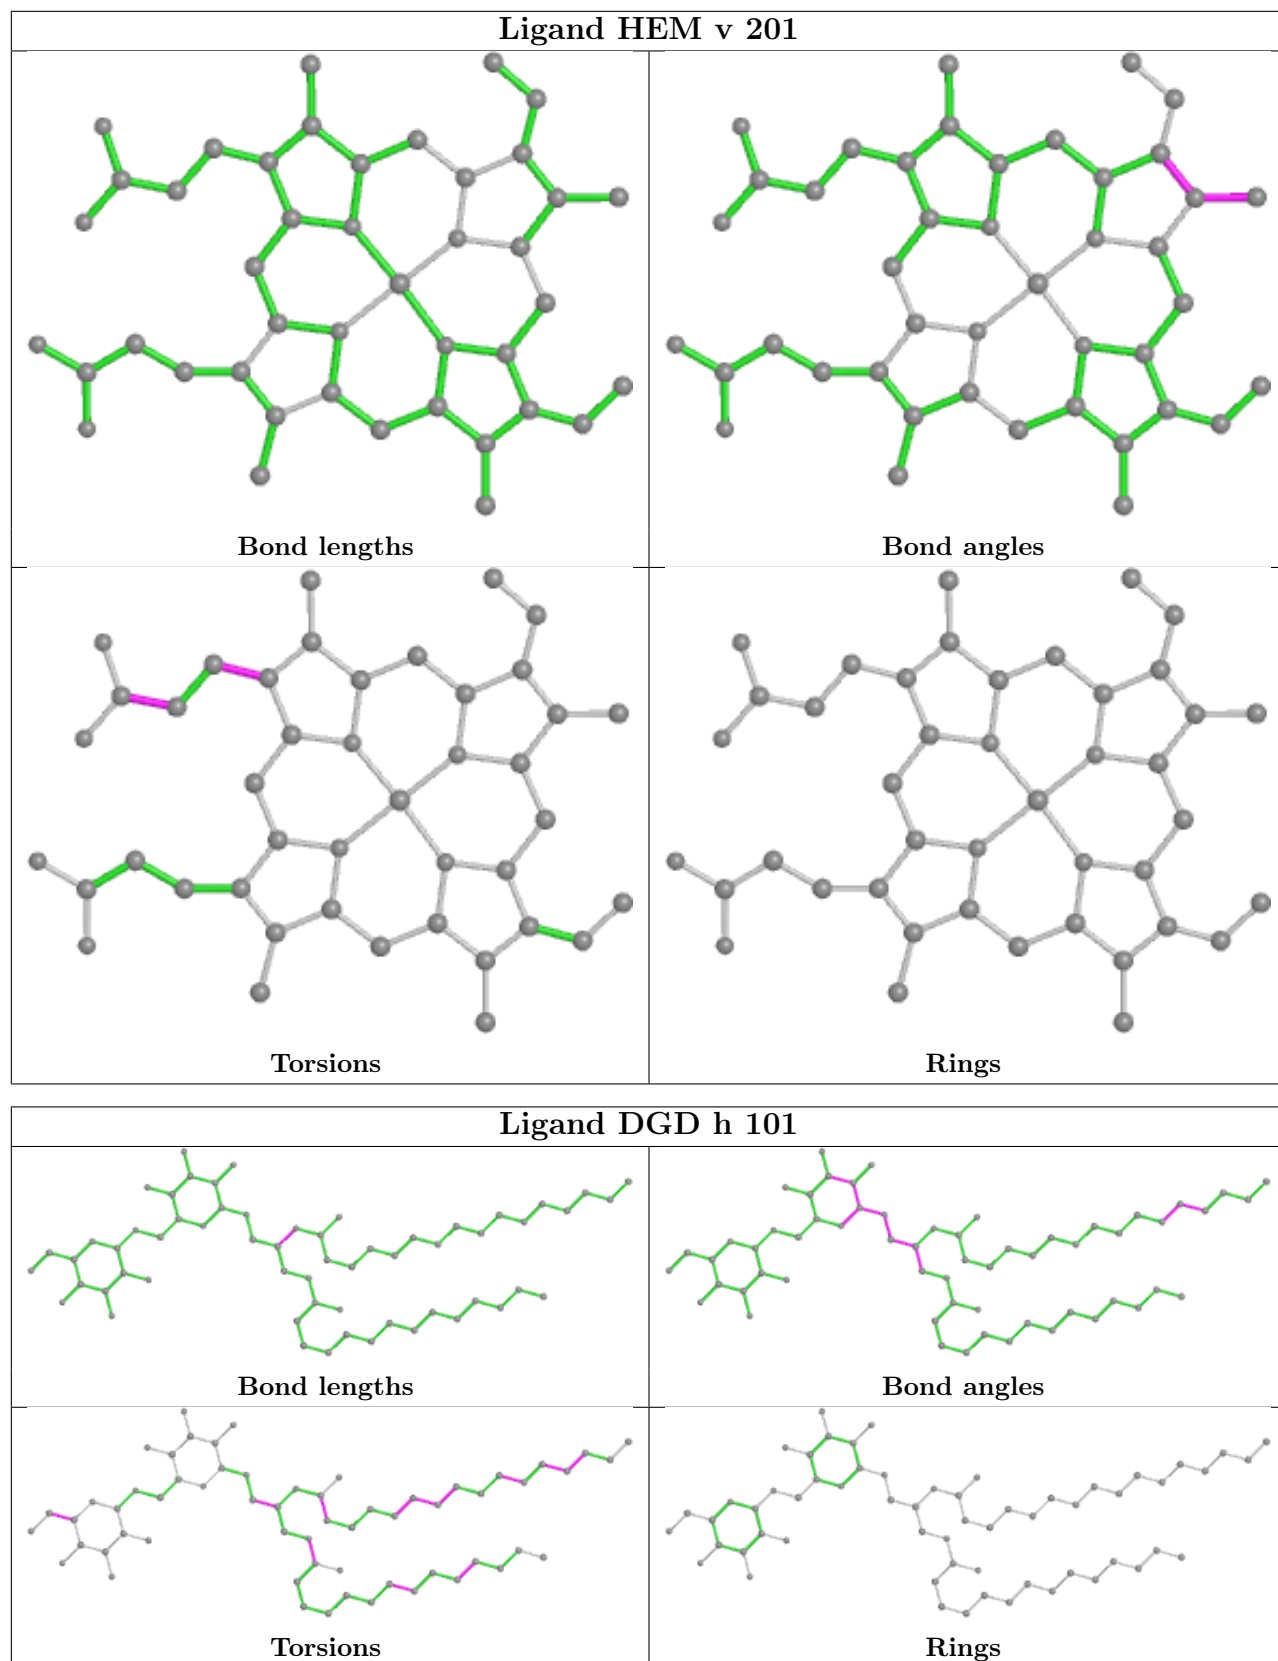 Ligand HEM v 201
Bond lengths
Bond angles
Torsions
Rings
Ligand DGD h 101
Bond lengths
Bond angles
Torsions
Rings